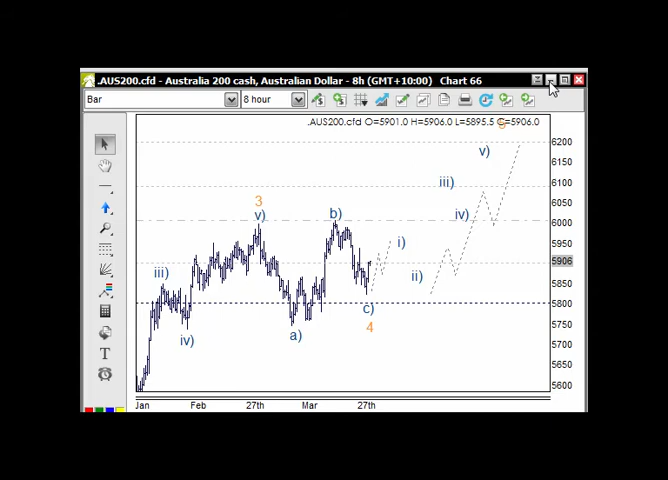 .AUS200.cfd - Australia 200 cash, Australian Dollar - 8h (GMT+10:00) Chart 66
Bar 8 hour
.AUS200.cfd O=5901.0 H=5906.0 L=5895.5 C=5906.0
5
6200
v)
6150
iii)
6100
3
v) b) iv)
6050
6000
i)
5950
5906
iii) ii)
5850
c)
5800
4
iv) a)
5750
5700
5650
5600
T
Jan Feb 27th Mar 27th